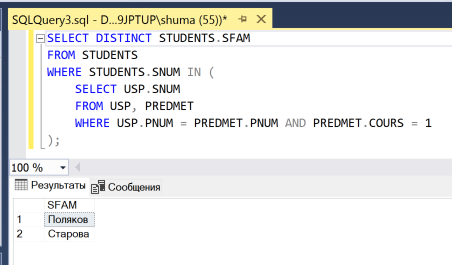 SQLQuery3.sql - D...9JPTUP\shuma (55))*
SELECT DISTINCT STUDENTS.SFAM
FROM STUDENTS
WHERE STUDENTS.SNUM IN (
SELECT USP.SNUM
FROM USP, PREDMET
WHERE USP.PNUM = PREDMET.PNUM AND PREDMET.COURS = 1
);
100 %
Результаты Сообщения
SFAM
1 Поляков
2 Старова